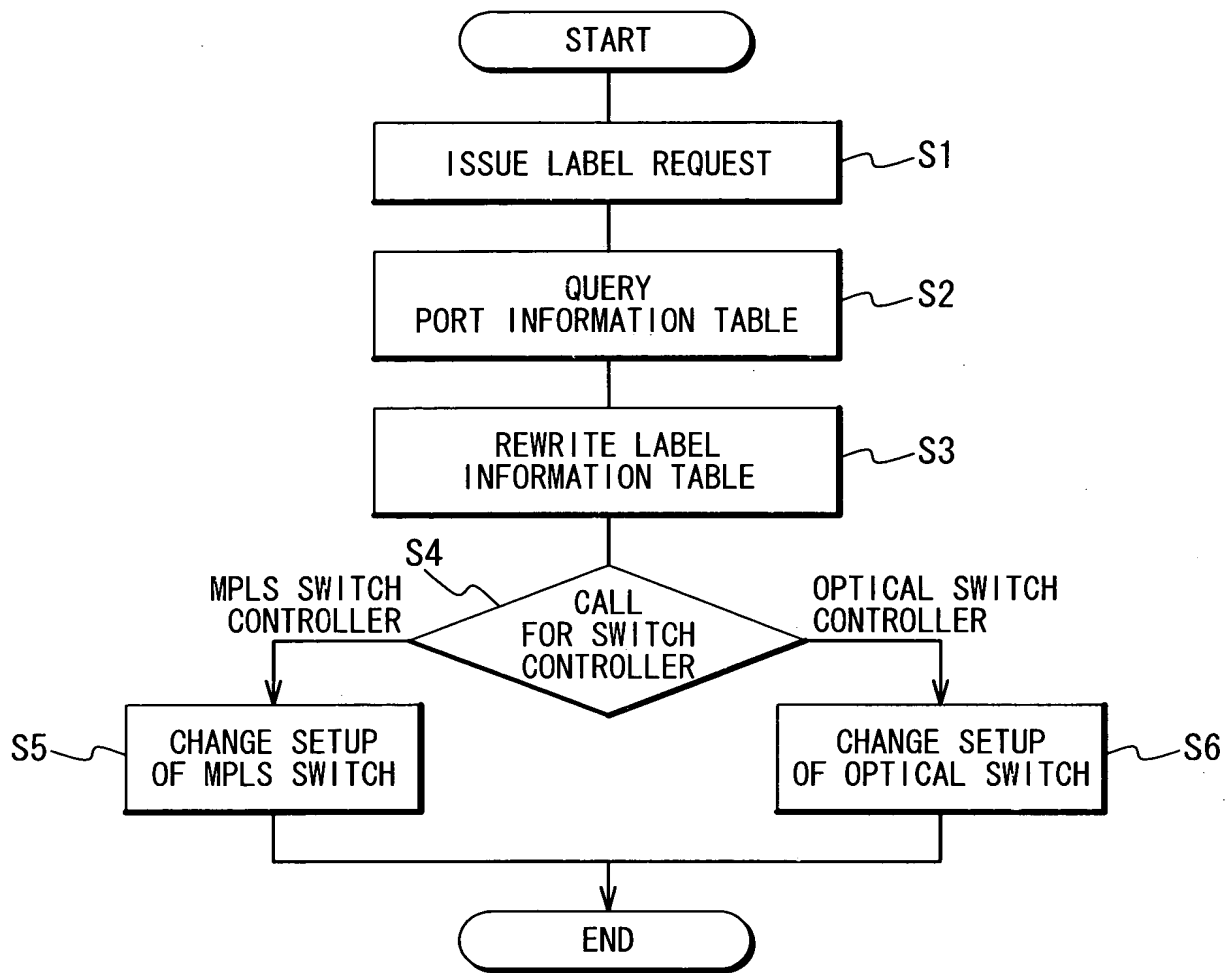 START
ISSUE LABEL REQUEST
S1
QUERY
PORT INFORMATION TABLE
S2
REWRITE LABEL
INFORMATION TABLE
S3
S4
MPLS SWITCH
CONTROLLER
CALL
FOR SWITCH
CONTROLLER
OPTICAL SWITCH
CONTROLLER
S5
CHANGE SETUP
OF MPLS SWITCH
CHANGE SETUP
OF OPTICAL SWITCH
S6
END